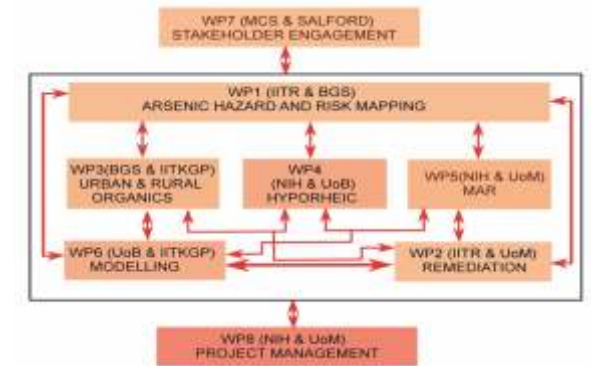 WP7 (MCS & SALFORD)
STAKEHOLDER ENGAGEMENT
WP1 (IITR & BGS)
ARSENIC HAZARD AND RISK MAPPING
WP3(BGS & IITKGP)
URBAN & RURAL
ORGANICS
WP4
(NIH & UoB)
HYPORHEIC
WP5(NIH & UoM)
MAR
WP6 (UoB & IITKGP)
MODELLING
WP2 (IITR & UoM)
REMEDIATION
WP8 (NIH & UoM)
PROJECT MANAGEMENT